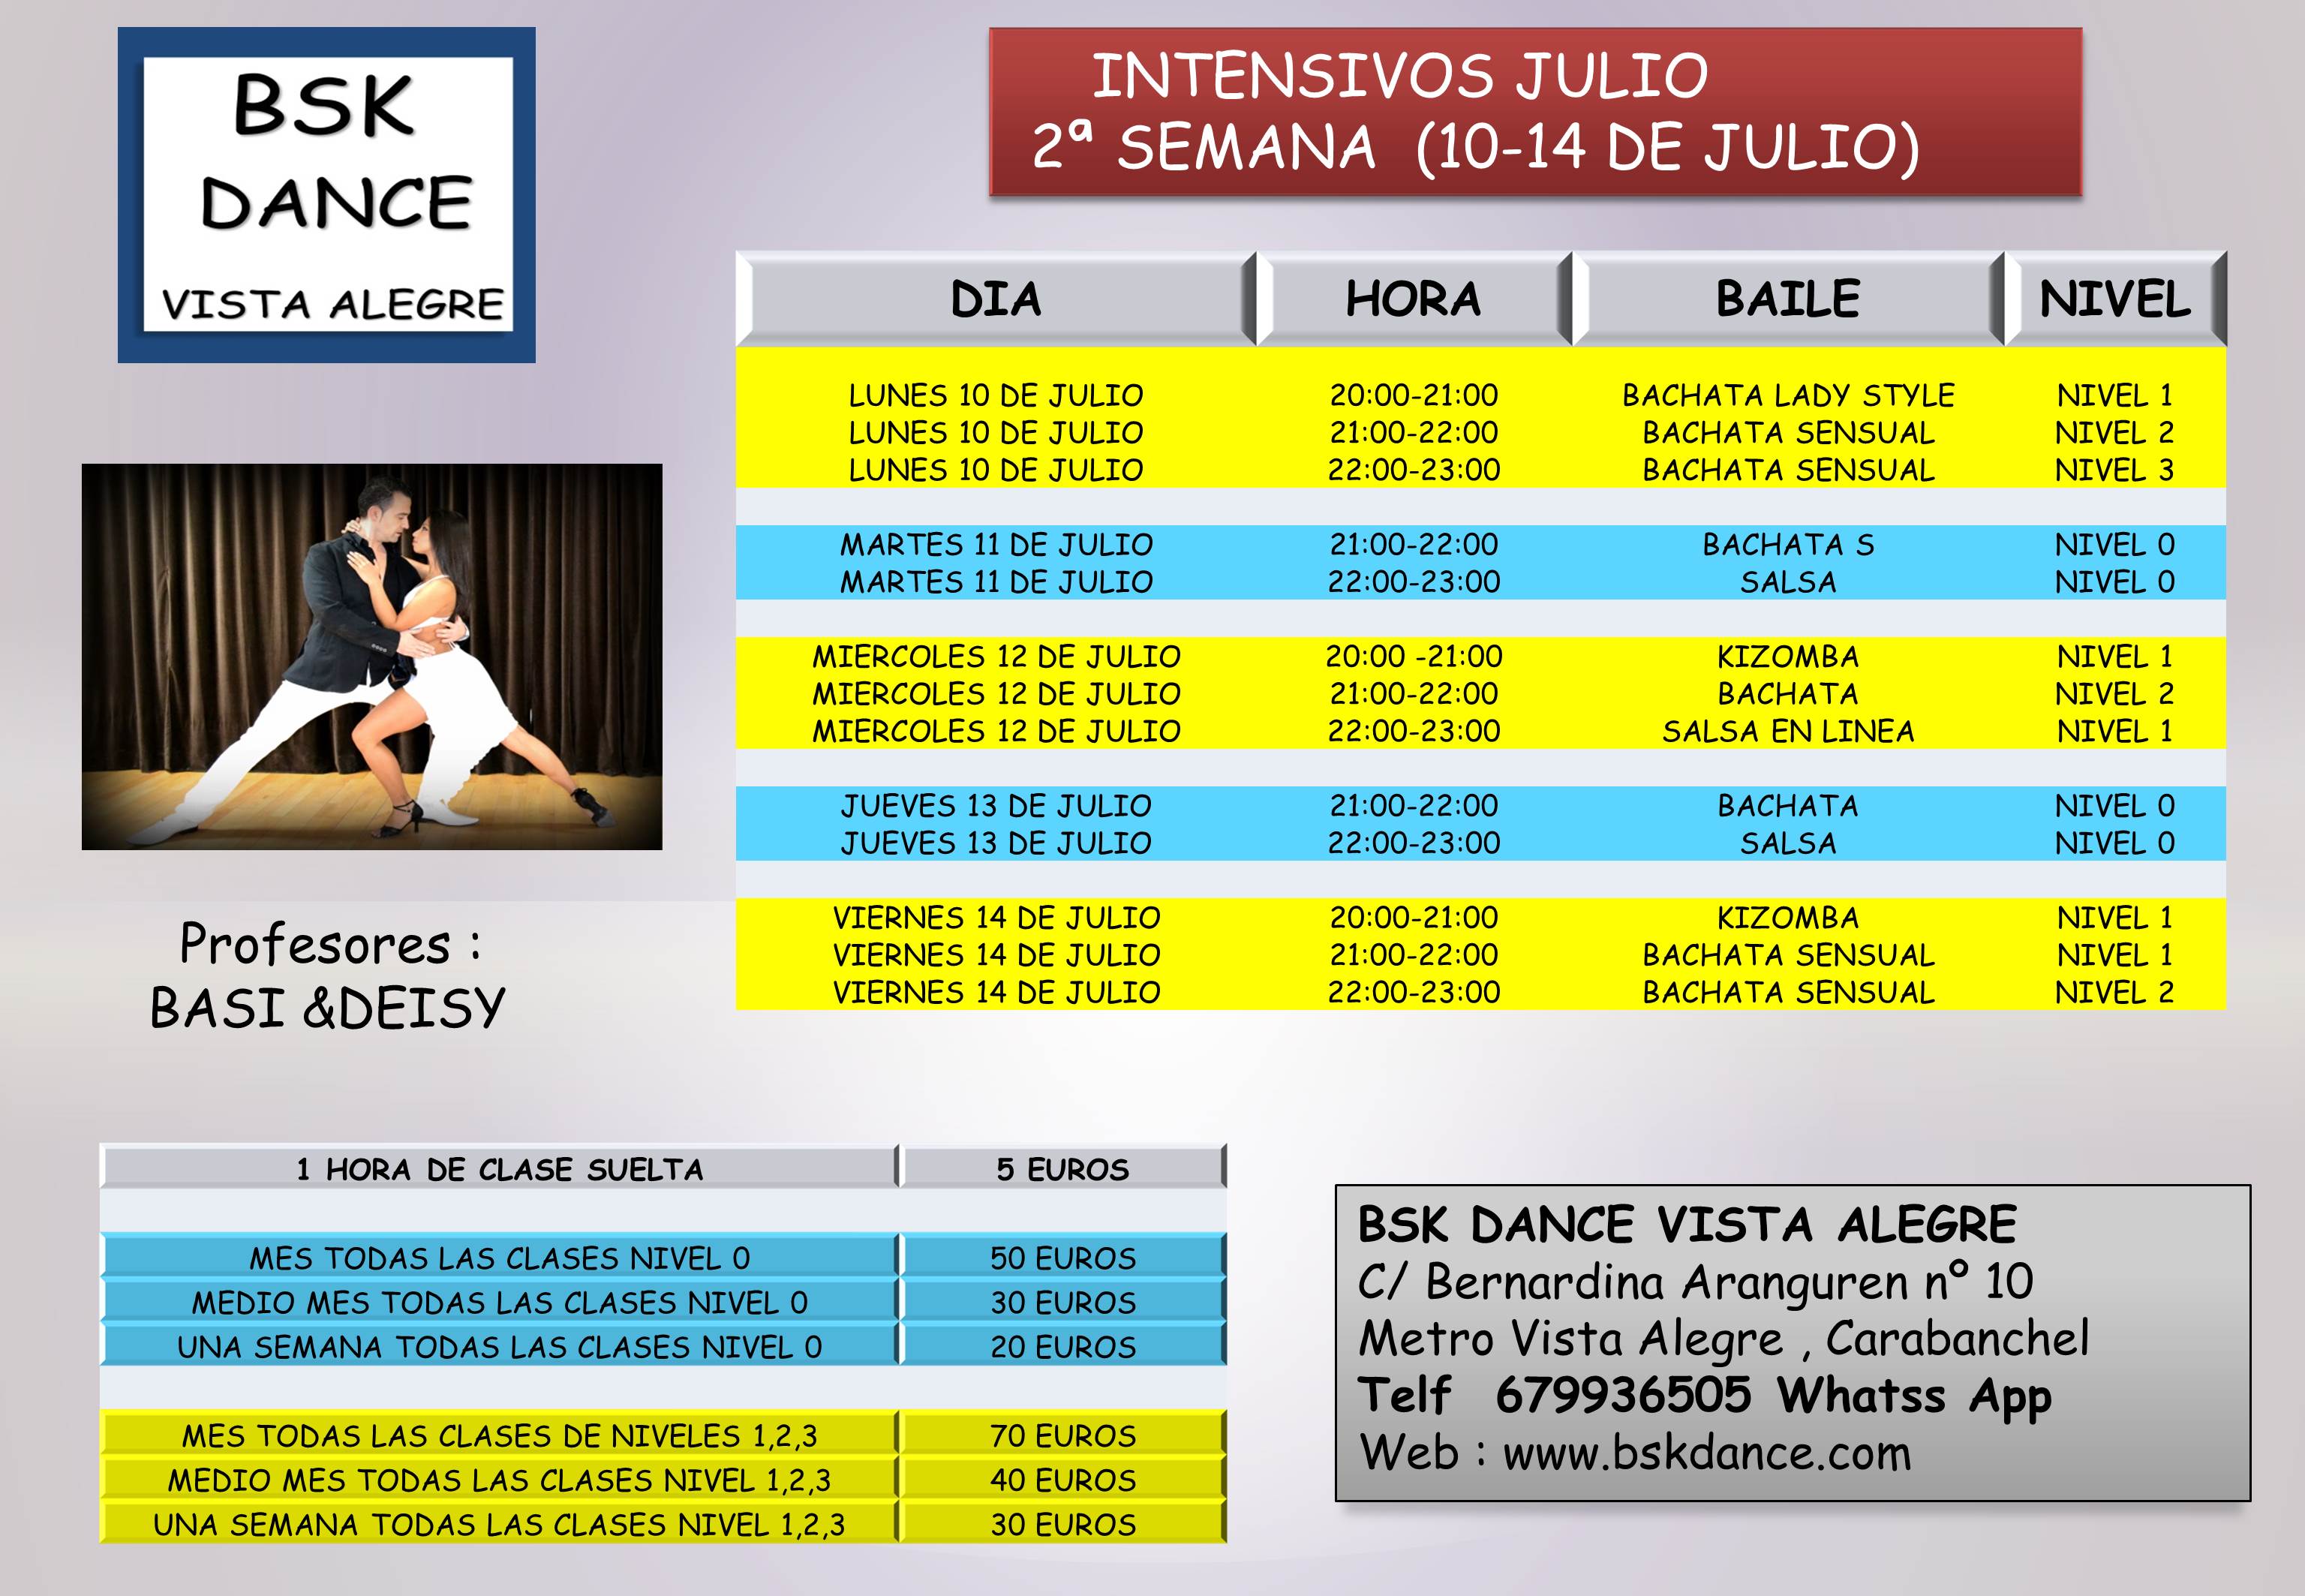 BSK
DANCE
VISTA ALEGRE
INTENSIVOS JULIO
2ª SEMANA (10-14 DE JULIO)
DIA HORA BAILE NIVEL
LUNES 10 DE JULIO 20:00-21:00 BACHATA LADY STYLE NIVEL 1
LUNES 10 DE JULIO 21:00-22:00 BACHATA SENSUAL NIVEL 2
LUNES 10 DE JULIO 22:00-23:00 BACHATA SENSUAL NIVEL 3
MARTES 11 DE JULIO 21:00-22:00 BACHATA S NIVEL 0
MARTES 11 DE JULIO 22:00-23:00 SALSA NIVEL 0
MIERCOLES 12 DE JULIO 20:00 -21:00 KIZOMBA NIVEL 1
MIERCOLES 12 DE JULIO 21:00-22:00 BACHATA NIVEL 2
MIERCOLES 12 DE JULIO 22:00-23:00 SALSA EN LINEA NIVEL 1
JUEVES 13 DE JULIO 21:00-22:00 BACHATA NIVEL 0
JUEVES 13 DE JULIO 22:00-23:00 SALSA NIVEL 0
VIERNES 14 DE JULIO 20:00-21:00 KIZOMBA NIVEL 1
VIERNES 14 DE JULIO 21:00-22:00 BACHATA SENSUAL NIVEL 1
VIERNES 14 DE JULIO 22:00-23:00 BACHATA SENSUAL NIVEL 2
Profesores :
BASI &DEISY
1 HORA DE CLASE SUELTA 5 EUROS
MES TODAS LAS CLASES NIVEL 0 50 EUROS
MEDIO MES TODAS LAS CLASES NIVEL 0 30 EUROS
UNA SEMANA TODAS LAS CLASES NIVEL 0 20 EUROS
MES TODAS LAS CLASES DE NIVELES 1,2,3 70 EUROS
MEDIO MES TODAS LAS CLASES NIVEL 1,2,3 40 EUROS
UNA SEMANA TODAS LAS CLASES NIVEL 1,2,3 30 EUROS
BSK DANCE VISTA ALEGRE
C/ Bernardina Aranguren nº 10
Metro Vista Alegre , Carabanchel
Telf 679936505 Whatss App
Web : www.bskdance.com